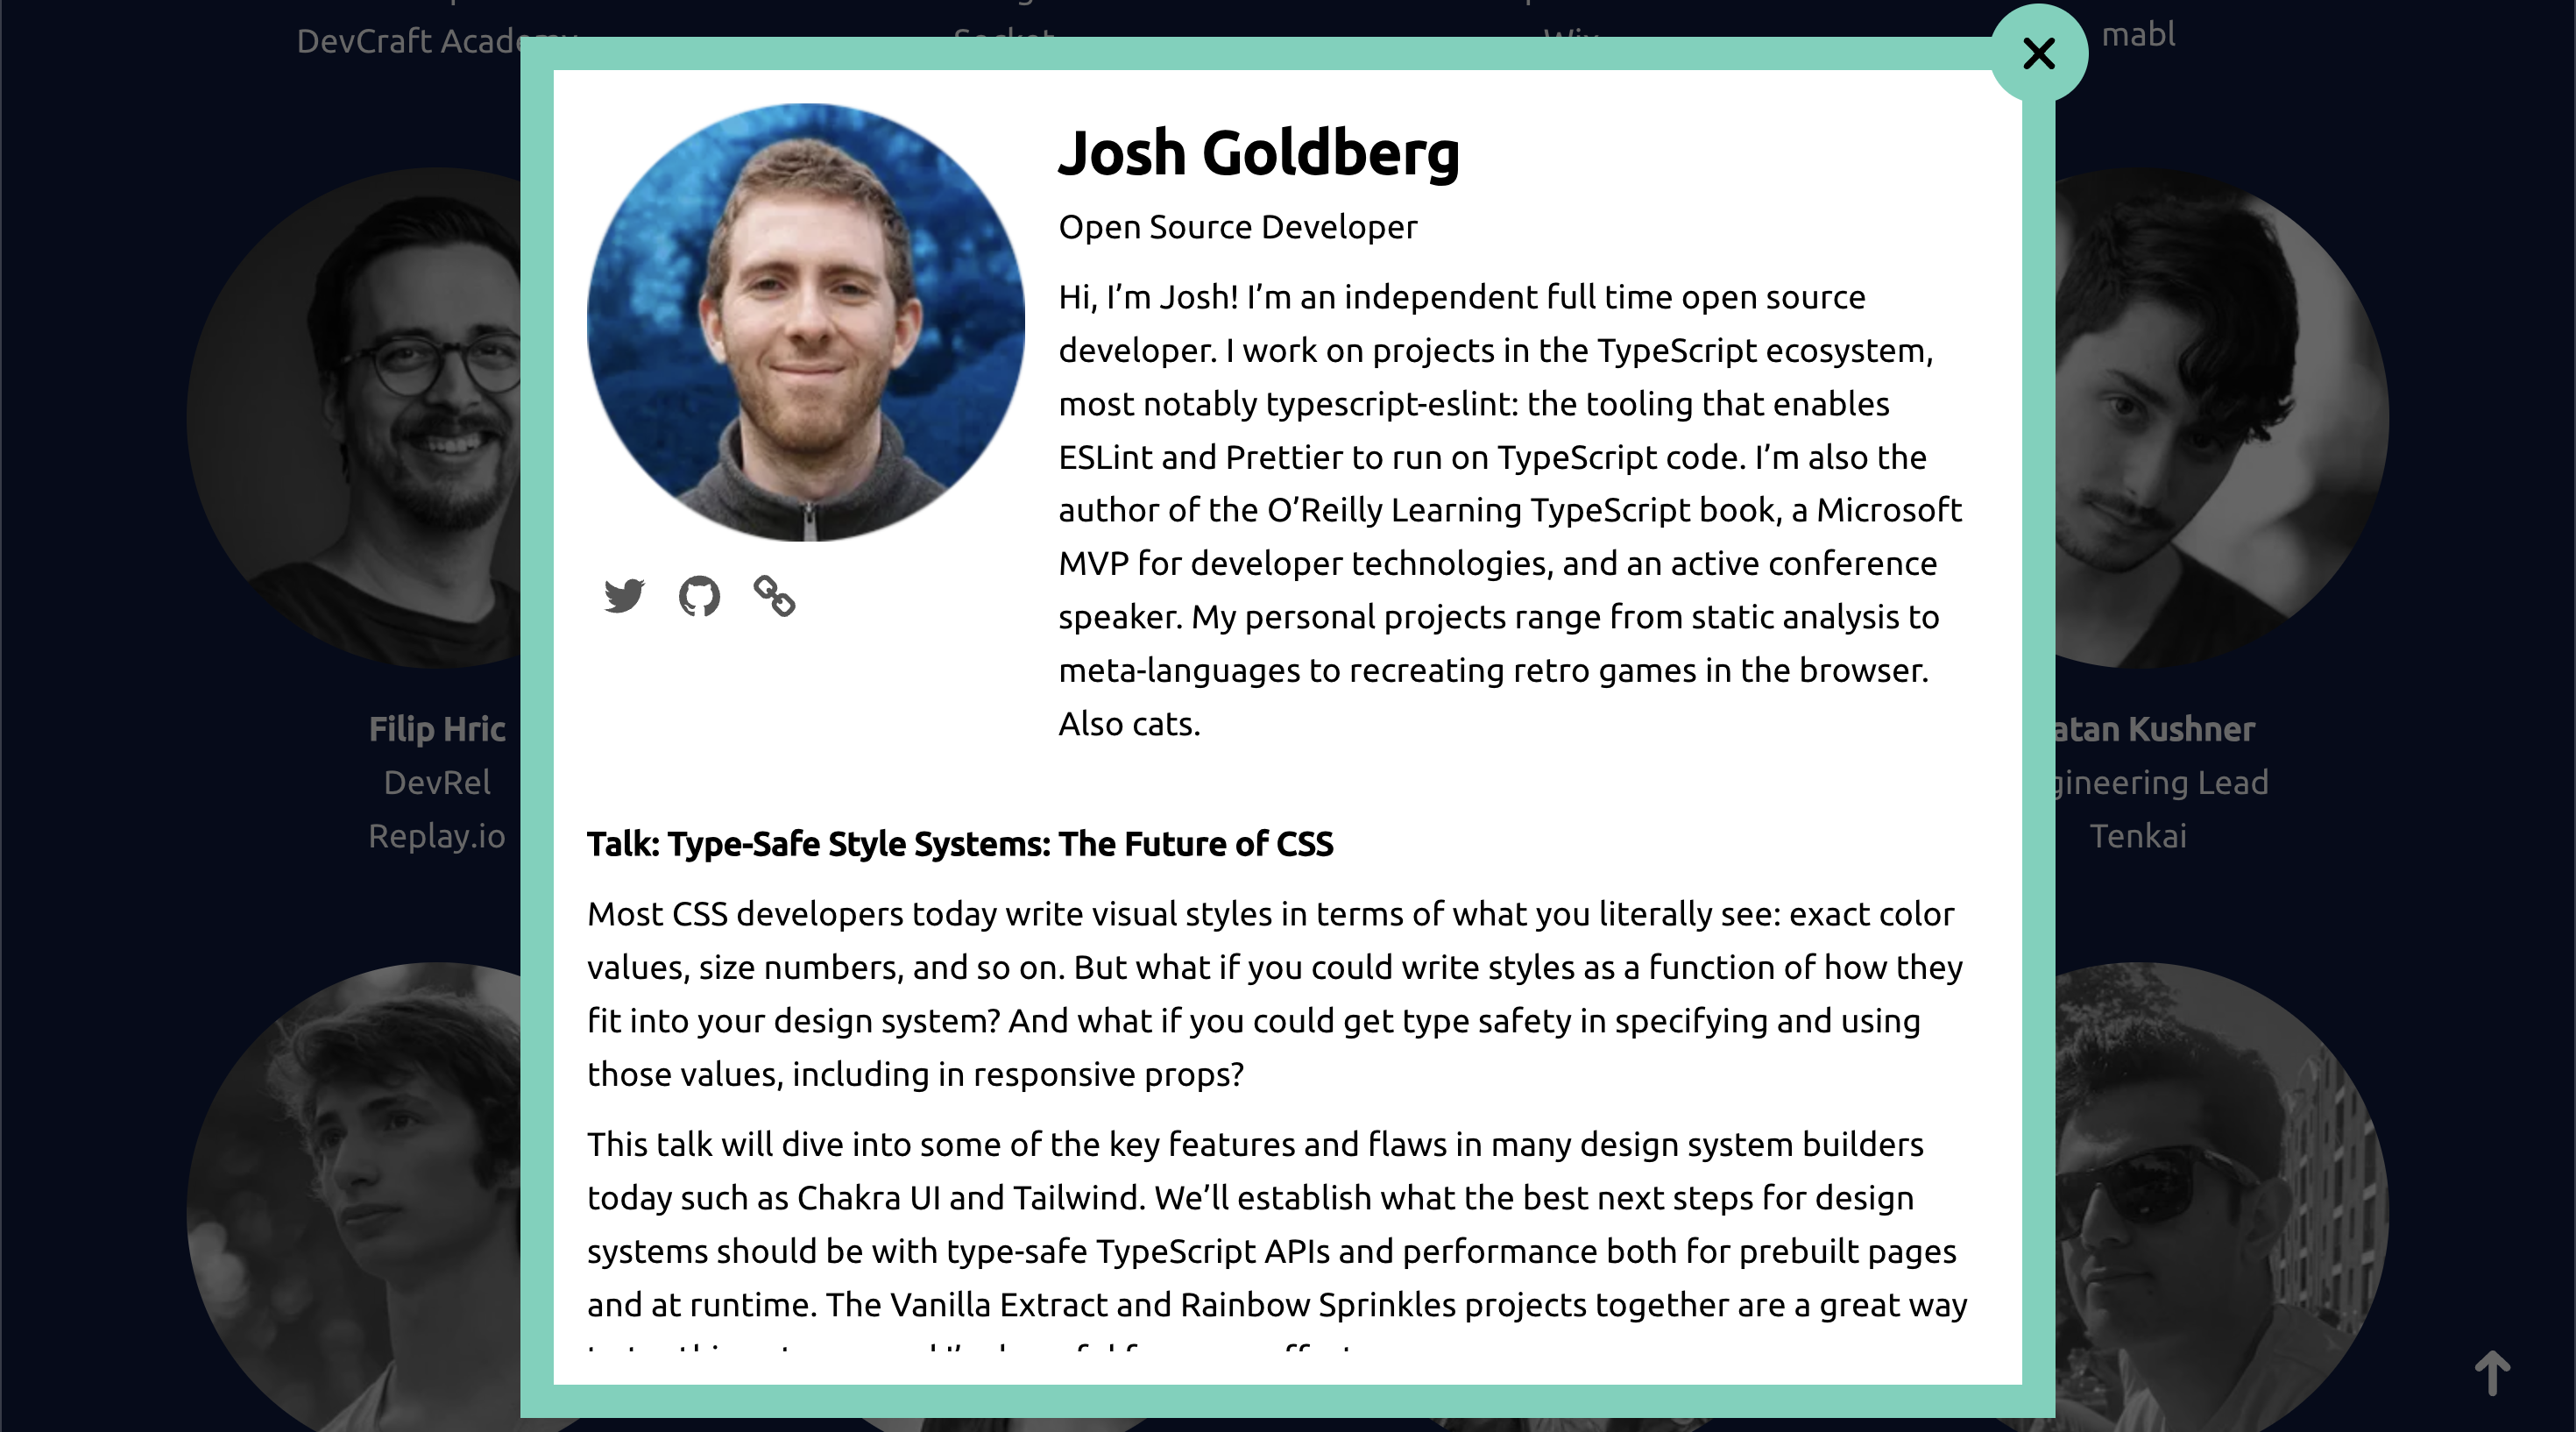 mabl
Josh Goldberg
Open Source Developer
Hi, I’m Josh! I’m an independent full time open source
developer. I work on projects in the TypeScript ecosystem,
most notably typescript-eslint: the tooling that enables
ESLint and Prettier to run on TypeScript code. I’m also the
author of the O’Reilly Learning TypeScript book, a Microsoft
MVP for developer technologies, and an active conference
speaker. My personal projects range from static analysis to
meta-languages to recreating retro games in the browser.
Also cats.
Talk: Type-Safe Style Systems: The Future of CSS
Most CSS developers today write visual styles in terms of what you literally see: exact color
values, size numbers, and so on. But what if you could write styles as a function of how they
fit into your design system? And what if you could get type safety in specifying and using
those values, including in responsive props?
This talk will dive into some of the key features and flaws in many design system builders
today such as Chakra UI and Tailwind. We’ll establish what the best next steps for design
systems should be with type-safe TypeScript APIs and performance both for prebuilt pages
and at runtime. The Vanilla Extract and Rainbow Sprinkles projects together are a great way
DevCraft
Filip Hric
DevRel
Replay.io
Kushner
Lead
Tenkai